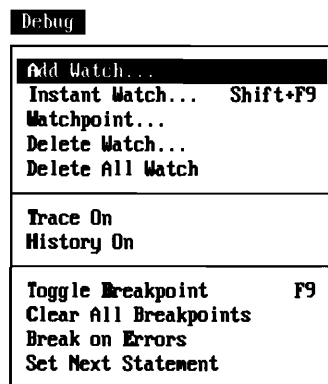 Debug
Add Watch...
Instant Watch... Shift+F9
Watchpoint...
Delete Watch...
Delete All Watch
Trace On
History On
Toggle Breakpoint F9
Clear All Breakpoints
Break on Errors
Set Next Statement